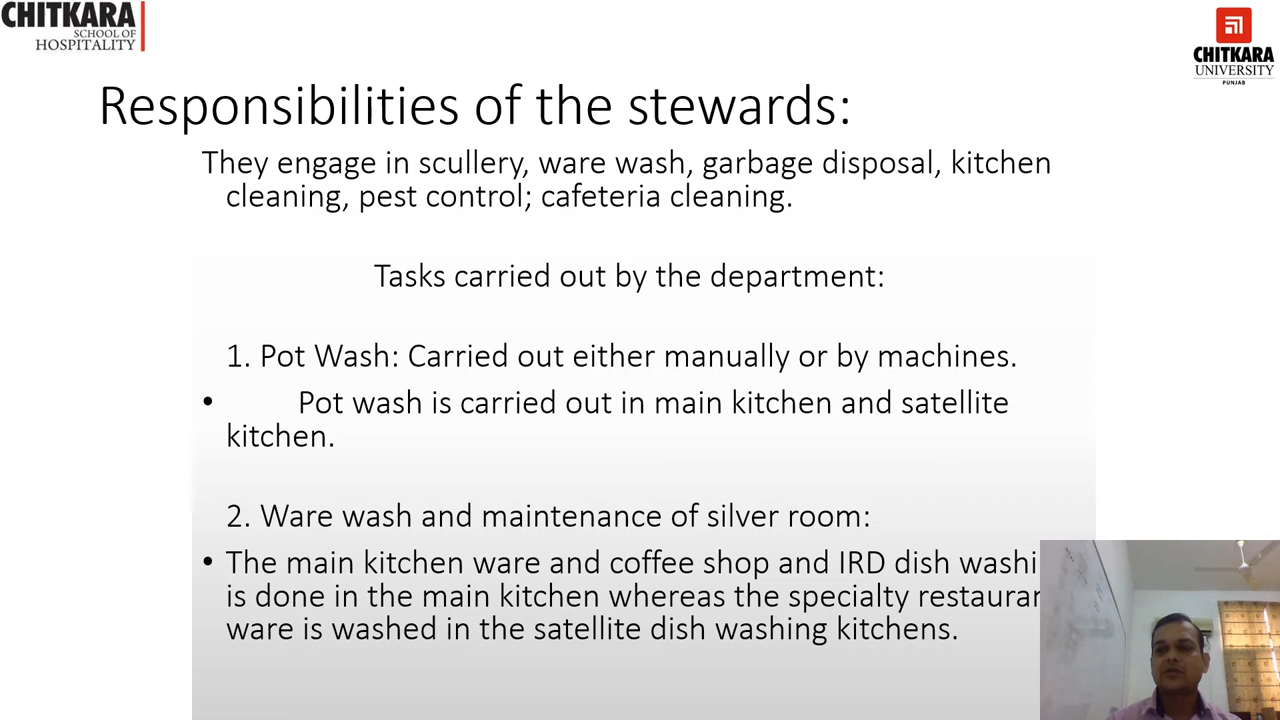 CHITKARA
SCHOOL OF
HOSPITALITY
CHITKARA
UNIVERSITY
PUNJAB
Responsibilities of the stewards:
They engage in scullery, ware wash, garbage disposal, kitchen
cleaning, pest control; cafeteria cleaning.
Tasks carried out by the department:
1. Pot Wash: Carried out either manually or by machines.
• Pot wash is carried out in main kitchen and satellite
kitchen.
2. Ware wash and maintenance of silver room:
• The main kitchen ware and coffee shop and IRD dish washi
is done in the main kitchen whereas the specialty restauran
ware is washed in the satellite dish washing kitchens.